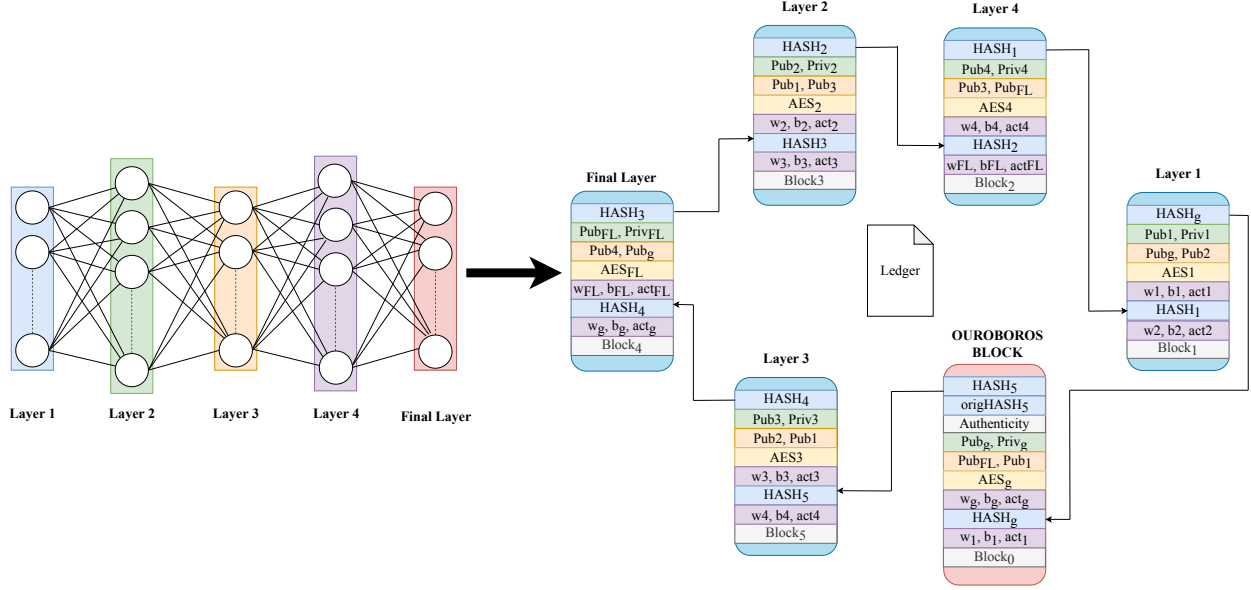 Layer 1
Layer 2
Layer 3
Layer 4
Final Layer
Final Layer
HASH3
PubFL, PrivFL
Pub4, Pubg
AESFL
wFL, bFL, actFL
HASH4
wg, bg, actg
Block4
Layer 2
HASH2
Pub2, Priv2
Pub1, Pub3
AES2
w2, b2, act2
HASH3
w3, b3, act3
Block3
Layer 4
HASH1
Pub4, Priv4
Pub3, PubFL
AES4
w4, b4, act4
HASH2
wFL, bFL, actFL
Block2
Layer 1
HASHg
Pub1, Priv1
Pubg, Pub2
AES1
w1, b1, act1
HASH1
w2, b2, act2
Block1
Ledger
Layer 3
HASH4
Pub3, Priv3
Pub2, Pub1
AES3
w3, b3, act3
HASH5
w4, b4, act4
Block5
OUROBOROS
BLOCK
HASH5
origHASH5
Authenticity
Pubg, Privg
PubFL, Pub1
AESg
wg, bg, actg
HASHg
w1, b1, act1
Block0